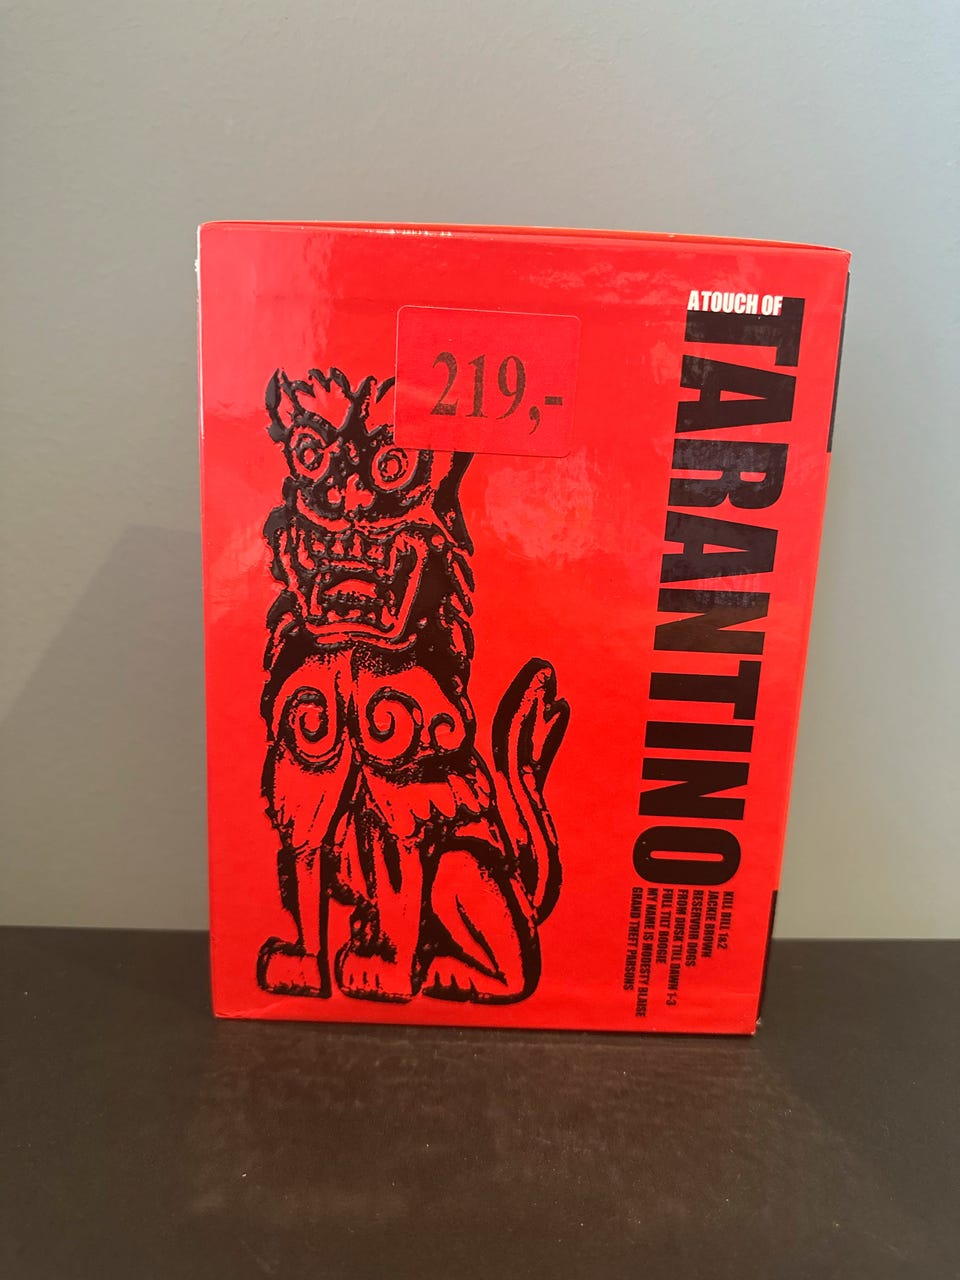 219,-
A TOUCH OF
TARANTINO
KILL BILL 1&2
JACKIE BROWN
RESERVOIR DOGS
FROM DUSK TILL DAWN 1-3
FULL TILT BOOGIE
MY NAME IS MODESTY BLAISE
GRAND THEFT PARSONS